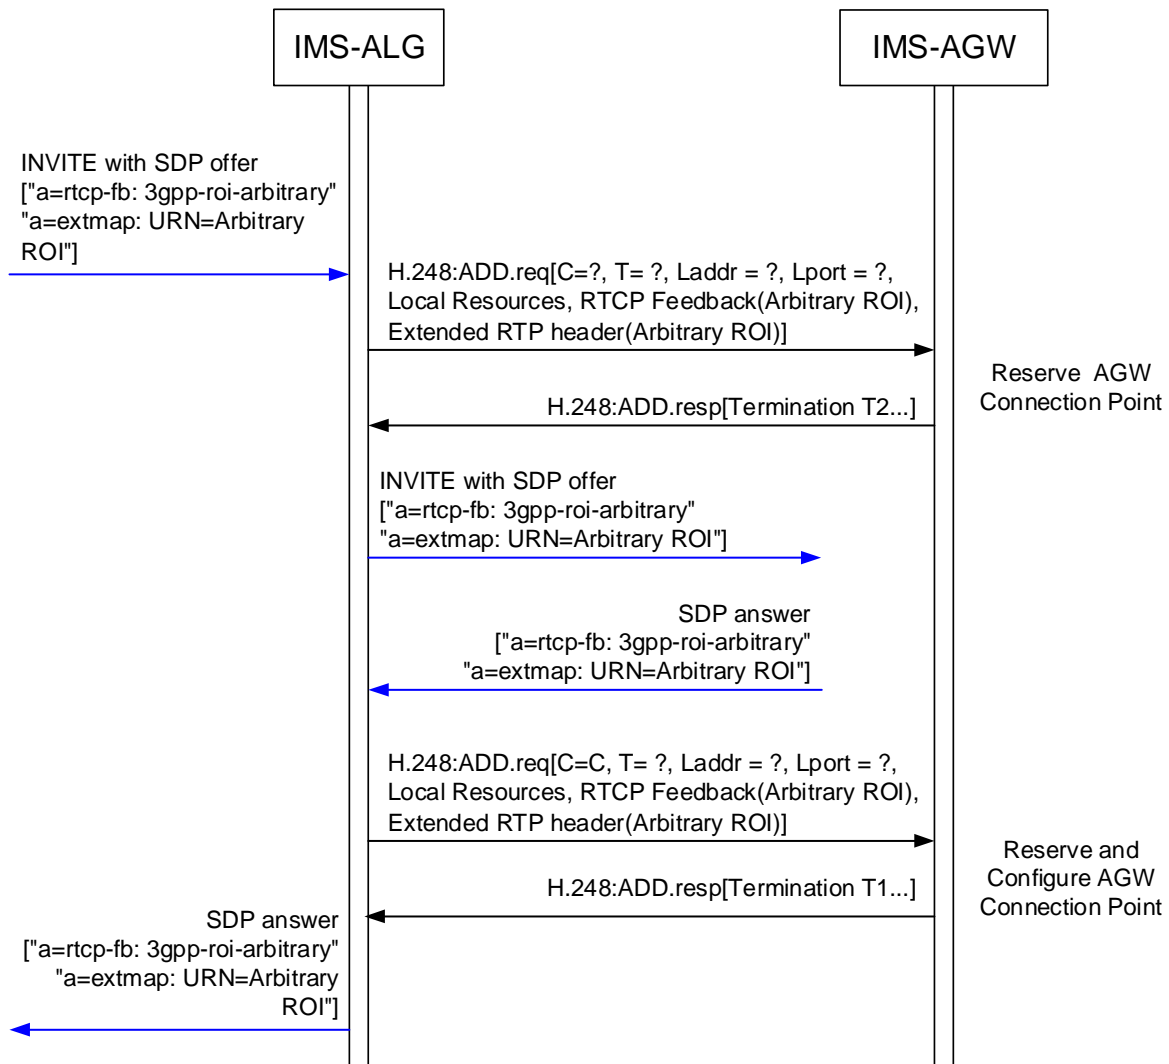 IMS-ALG
IMS-AGW
INVITE with SDP offer
["a=rtcp-fb: 3gpp-roi-arbitrary"
"a=extmap: URN=Arbitrary
ROI"]
H.248:ADD.req[C=?, T= ?, Laddr = ?, Lport = ?,
Local Resources, RTCP Feedback(Arbitrary ROI),
Extended RTP header(Arbitrary ROI)]
Reserve AGW
Connection Point
H.248:ADD.resp[Termination T2...]
INVITE with SDP offer
["a=rtcp-fb: 3gpp-roi-arbitrary"
"a=extmap: URN=Arbitrary ROI"]
SDP answer
["a=rtcp-fb: 3gpp-roi-arbitrary"
"a=extmap: URN=Arbitrary ROI"]
H.248:ADD.req[C=C, T= ?, Laddr = ?, Lport = ?,
Local Resources, RTCP Feedback(Arbitrary ROI),
Extended RTP header(Arbitrary ROI)]
Reserve and
Configure AGW
Connection Point
H.248:ADD.resp[Termination T1...]
SDP answer
["a=rtcp-fb: 3gpp-roi-arbitrary"
"a=extmap: URN=Arbitrary
ROI"]